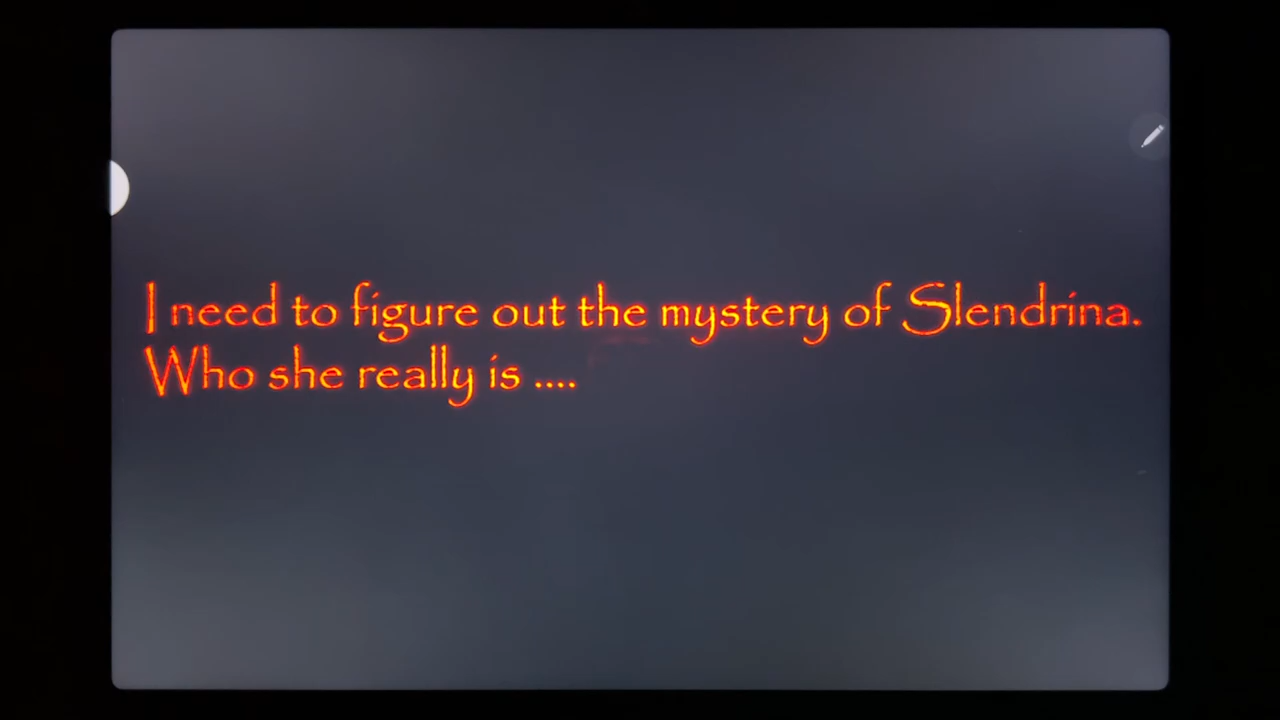 I need to figure out the mystery of Slendrina.
Who she really is ....